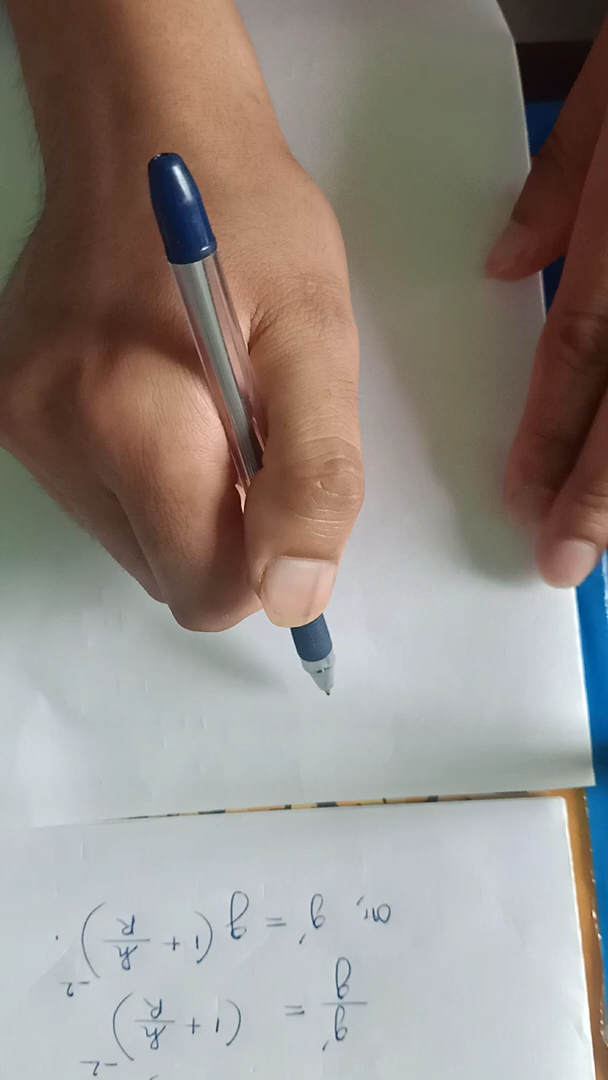 g'/g = (1 + h/R)^-2
or, g' = g (1 + h/R)^-2 .